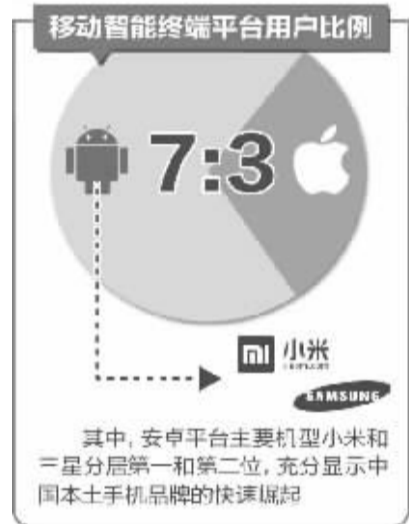 移动智能终端平台用户比例
7:3
小米
SAMSUNG
其中,安卓平台主要机型小米和
三星分层第一和第二位,充分显示中
国本土手机品牌的快速崛起